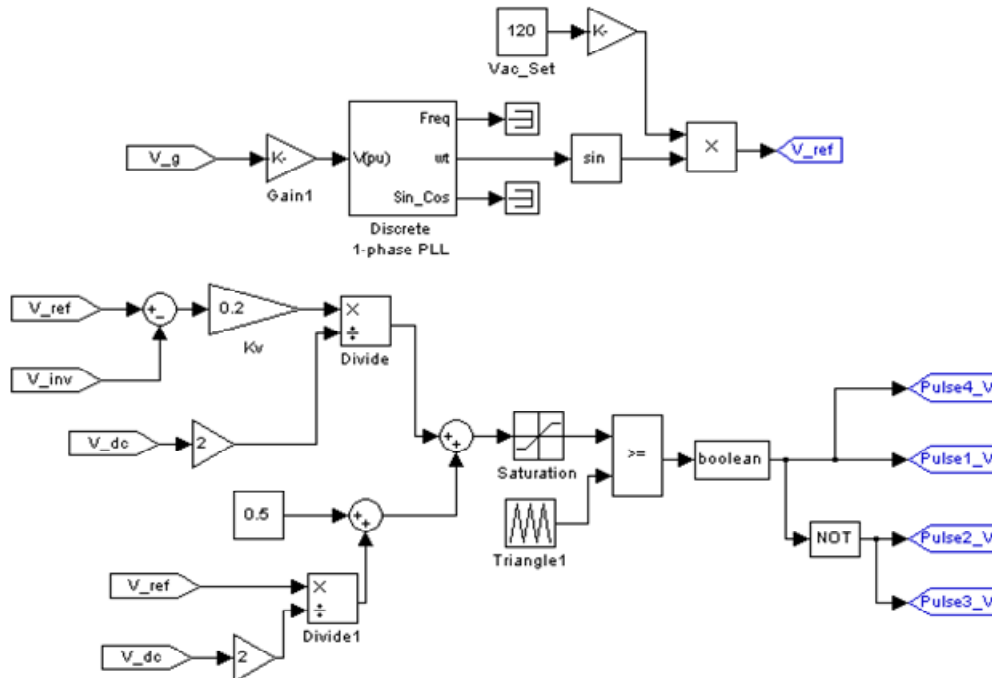 120
K-
Vac_Set
V_g
K-
Gain1
V(pu)
Freq
wt
Sin_Cos
Discrete
1-phase PLL
sin
×
V_ref
V_ref
+
-
0.2
Kv
×
÷
Divide
V_inv
V_dc
2
+
+
Saturation
>=
boolean
Pulse4_V
Pulse1_V
0.5
+
+
Triangle1
NOT
Pulse2_V
Pulse3_V
V_ref
×
÷
Divide1
V_dc
2